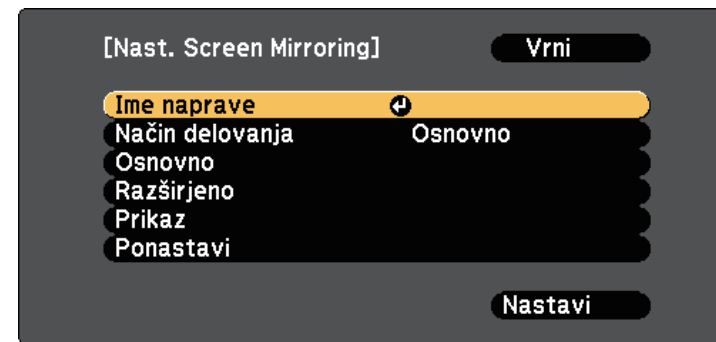 [Nast. Screen Mirroring] Vrni
Ime naprave
Način delovanja Osnovno
Osnovno
Razširjeno
Prikaz
Ponastavi
Nastavi